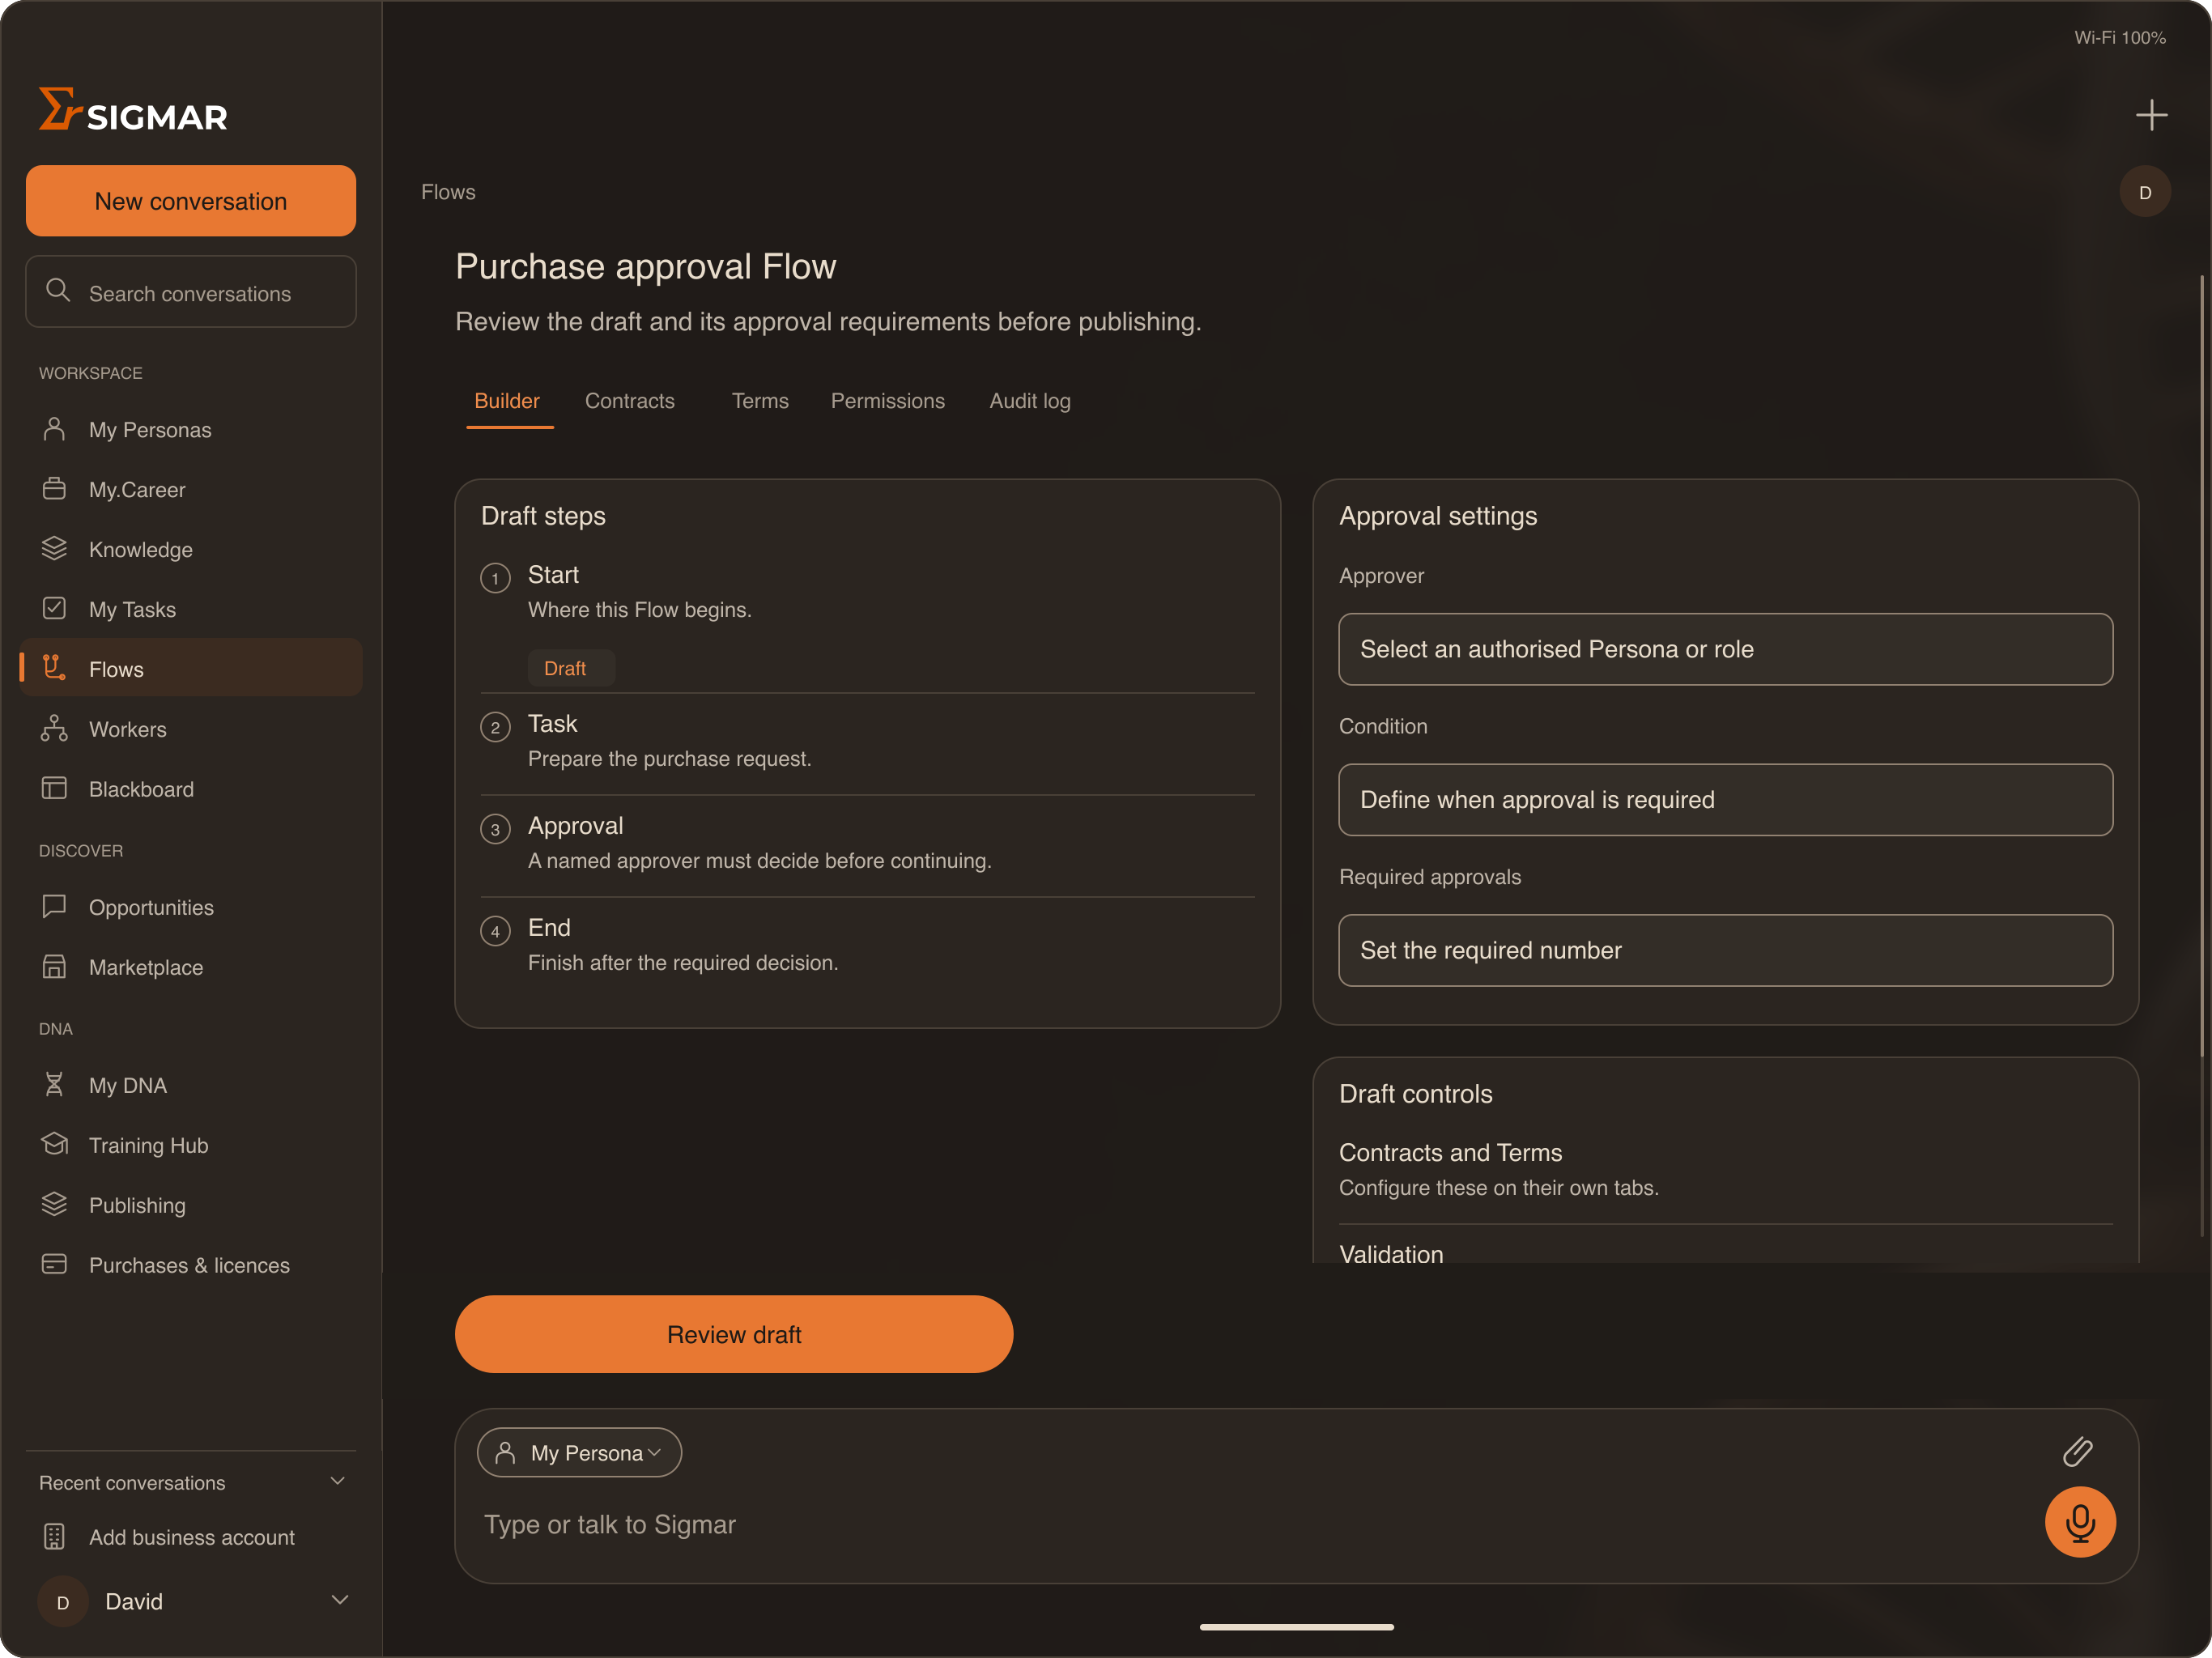 Wi-Fi 100%
Σr SIGMAR
New conversation
Search conversations
WORKSPACE
My Personas
My.Career
Knowledge
My Tasks
Flows
Workers
Blackboard
DISCOVER
Opportunities
Marketplace
DNA
My DNA
Training Hub
Publishing
Purchases & licences
Recent conversations
Add business account
D
David
Flows
D
Purchase approval Flow
Review the draft and its approval requirements before publishing.
Builder
Contracts
Terms
Permissions
Audit log
Draft steps
1
Start
Where this Flow begins.
Draft
2
Task
Prepare the purchase request.
3
Approval
A named approver must decide before continuing.
4
End
Finish after the required decision.
Approval settings
Approver
Select an authorised Persona or role
Condition
Define when approval is required
Required approvals
Set the required number
Draft controls
Contracts and Terms
Configure these on their own tabs.
Validation
Review draft
My Persona
Type or talk to Sigmar